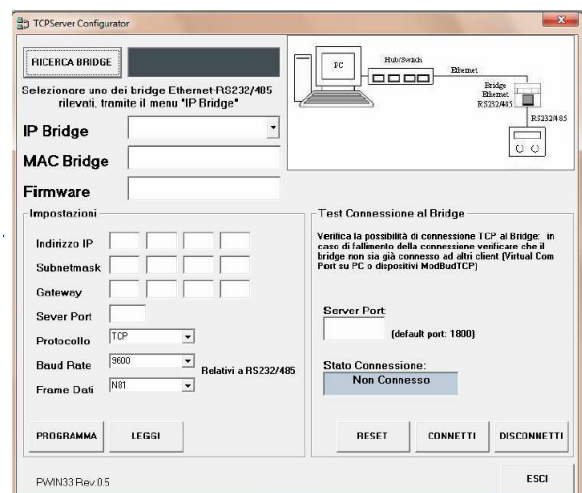 TCPServer Configurator
RICERCA BRIDGE
Selezionare uno dei bridge Ethernet-RS232/485
rilevati, tramite il menu "IP Bridge"
IP Bridge
MAC Bridge
Firmware
PC
Hub/Switch
Ethernet
Bridge
Ethernet
RS232/485
RS232/485
Impostazioni
Indirizzo IP
Subnetmask
Gateway
Sever Port
Protocollo TCP
Baud Rate 9600
Relativi a RS232/485
Frame Dati N81
PROGRAMMA LEGGI
Test Connessione al Bridge
Verifica la possibilità di connessione TCP al Bridge: in
caso di fallimento della connessione verificare che il
bridge non sia già connesso ad altri client (Virtual Com
Port su PC o dispositivi ModBudTCP)
Server Port
(default port: 1800)
Stato Connessione:
Non Connesso
RESET CONNETTI DISCONNETTI
PWIN33 Rev.0.5
ESCI